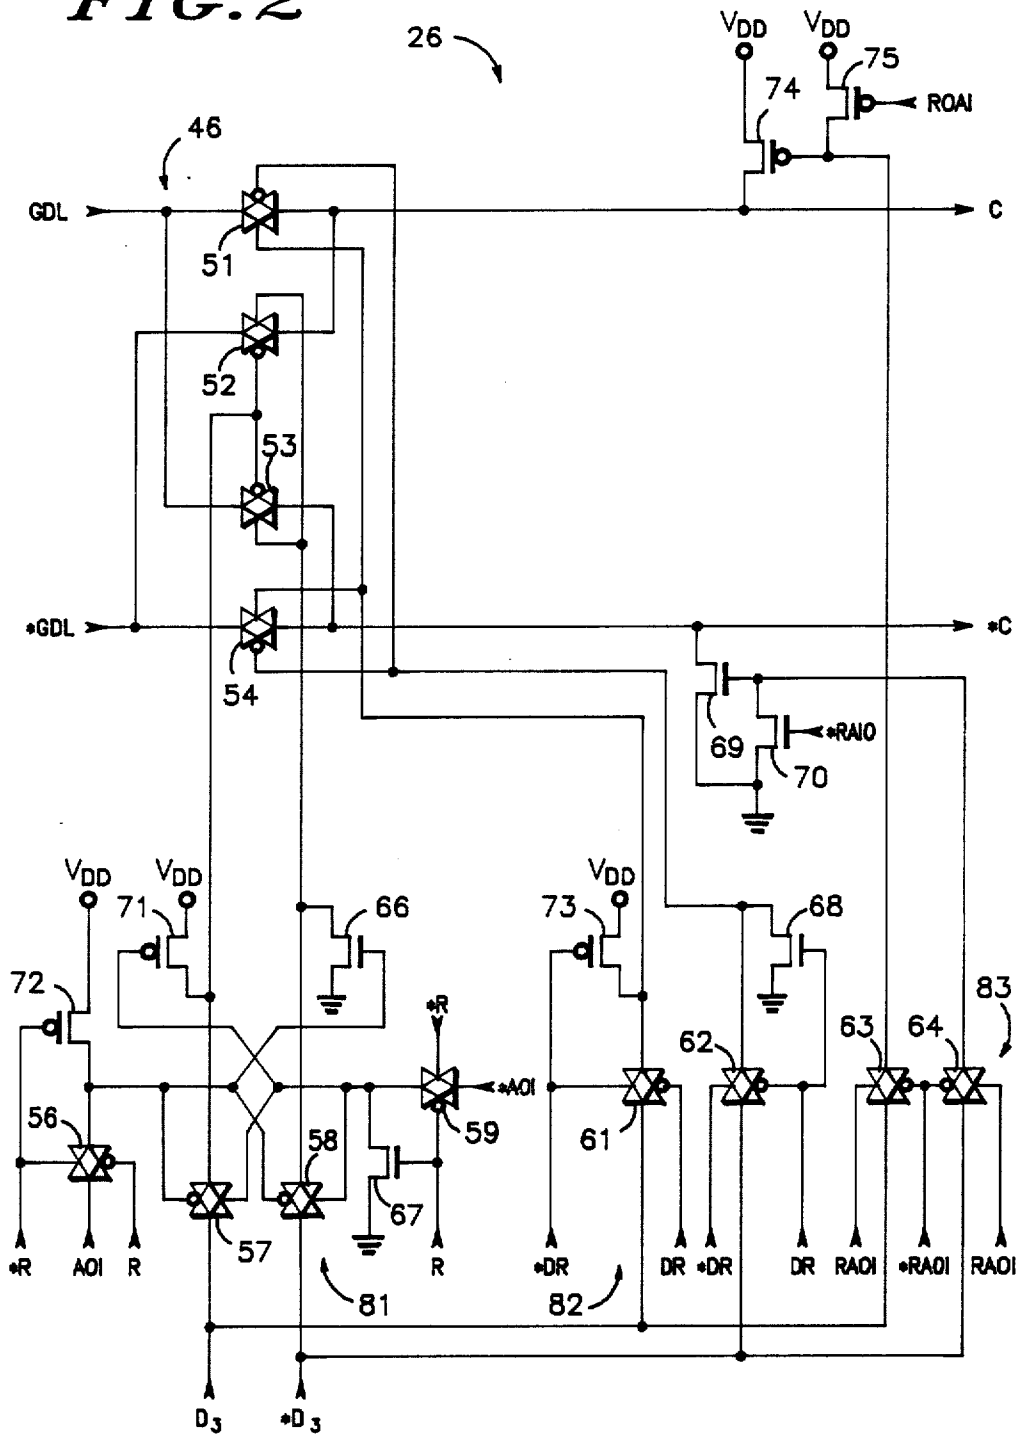 FIG. 2
26
VDD VDD
75
74
ROAI
46
GDL
C
51
52
53
*GDL
*C
54
69
*RAIO
70
VDD VDD
71
66
VDD
73
68
72
*R
83
62
63
64
*AOI
56
59
61
58
57
67
*R AOI R
R
*DR
DR
*DR
DR
RAOI
*RAOI
RAOI
81
82
D3
*D3